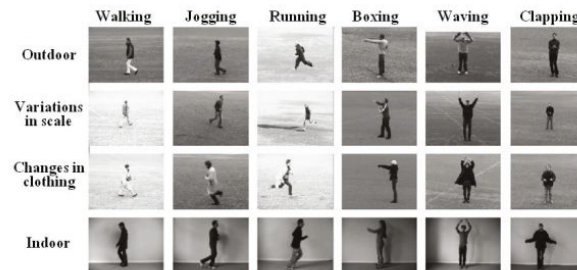 Walking Jogging Running Boxing Waving Clapping
Outdoor
Variations
in scale
Changes in
clothing
Indoor